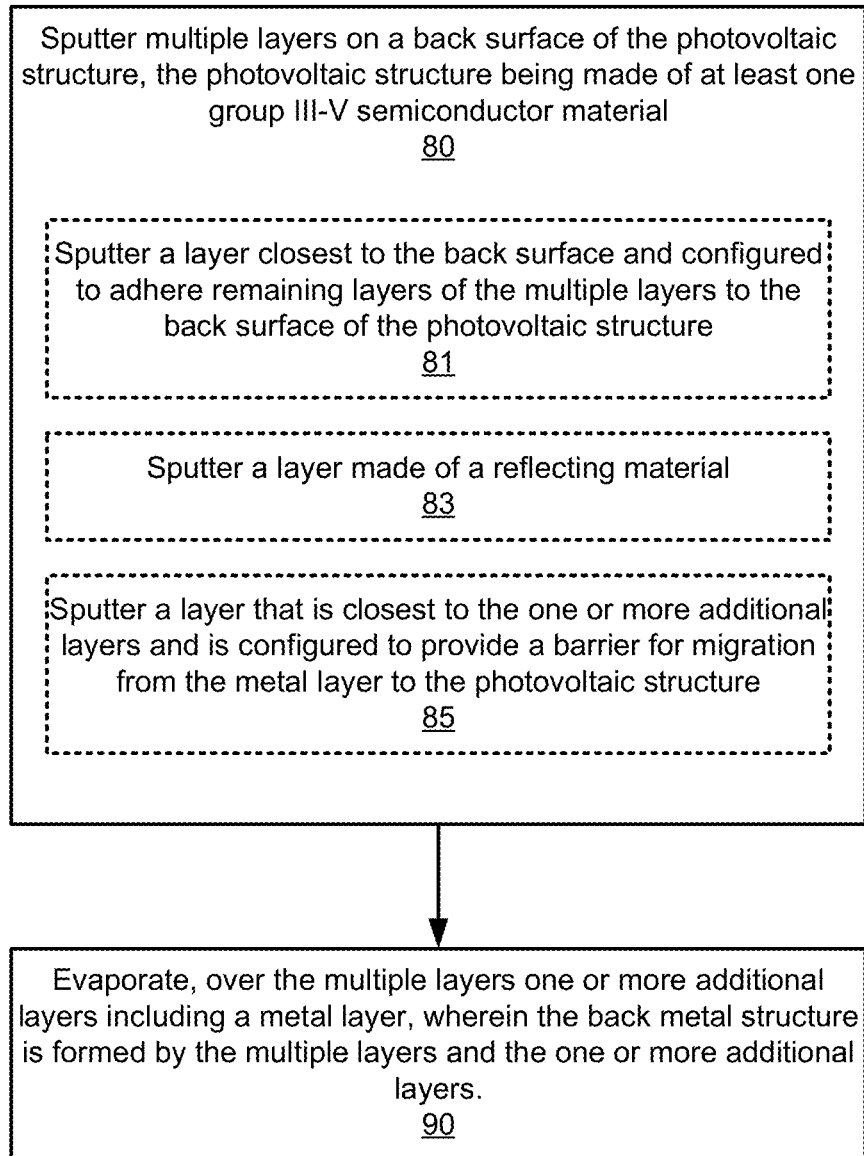 Sputter multiple layers on a back surface of the photovoltaic
structure, the photovoltaic structure being made of at least one
group III-V semiconductor material
80
Sputter a layer closest to the back surface and configured
to adhere remaining layers of the multiple layers to the
back surface of the photovoltaic structure
81
Sputter a layer made of a reflecting material
83
Sputter a layer that is closest to the one or more additional
layers and is configured to provide a barrier for migration
from the metal layer to the photovoltaic structure
85
Evaporate, over the multiple layers one or more additional
layers including a metal layer, wherein the back metal structure
is formed by the multiple layers and the one or more additional
layers.
90